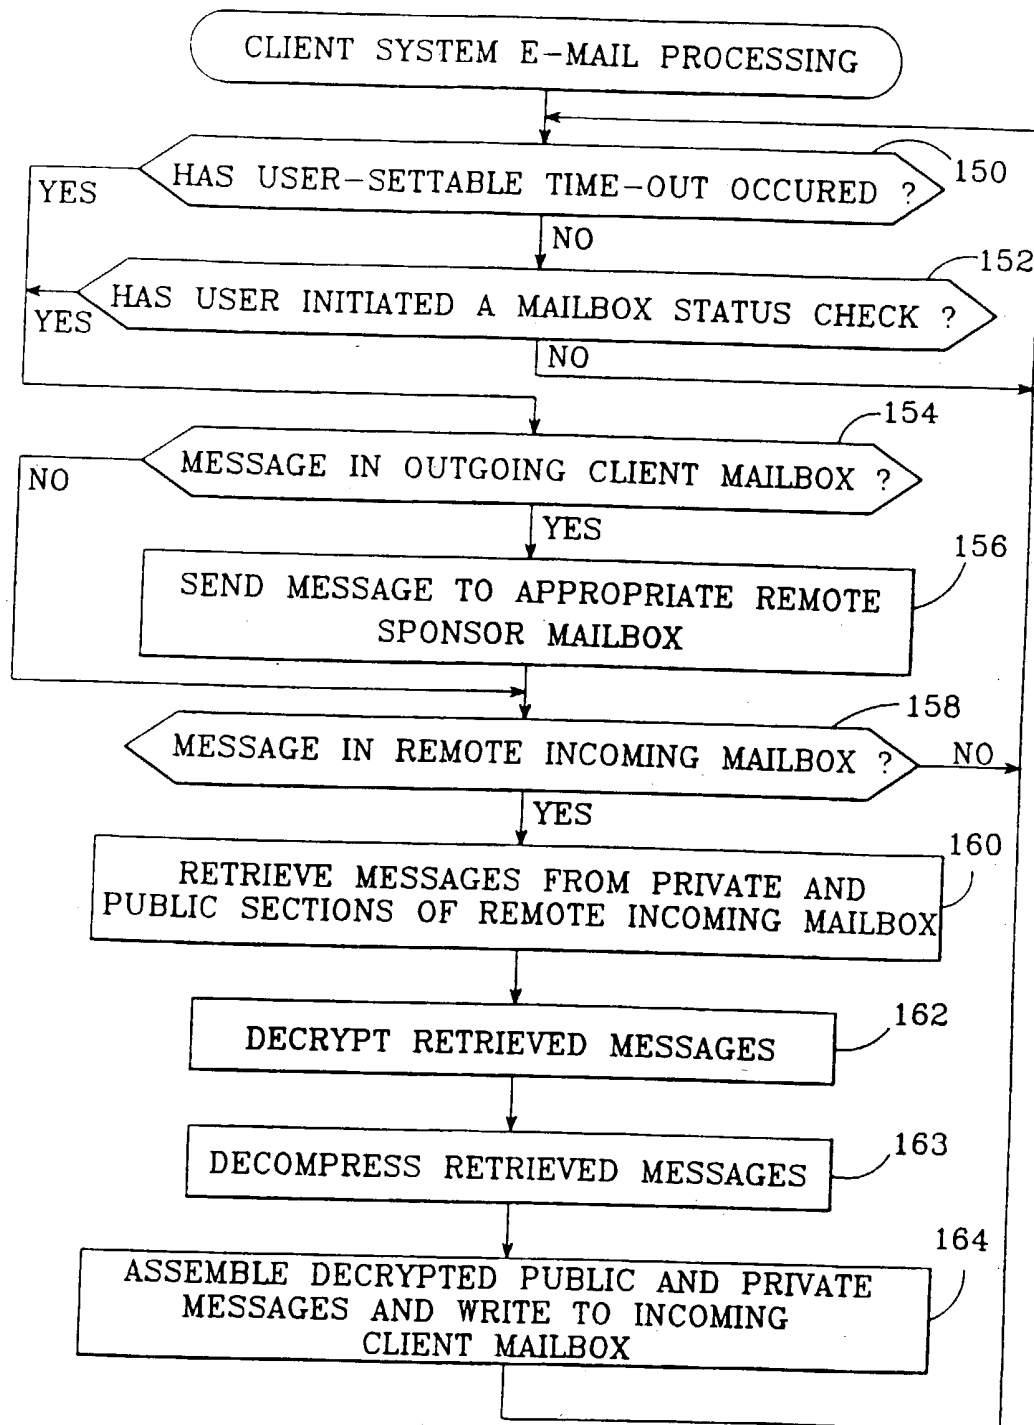 CLIENT SYSTEM E-MAIL PROCESSING
150
HAS USER-SETTABLE TIME-OUT OCCURED ?
YES
NO
152
HAS USER INITIATED A MAILBOX STATUS CHECK ?
YES
NO
154
MESSAGE IN OUTGOING CLIENT MAILBOX ?
NO
YES
156
SEND MESSAGE TO APPROPRIATE REMOTE
SPONSOR MAILBOX
158
MESSAGE IN REMOTE INCOMING MAILBOX ?
NO
YES
160
RETRIEVE MESSAGES FROM PRIVATE AND
PUBLIC SECTIONS OF REMOTE INCOMING MAILBOX
162
DECRYPT RETRIEVED MESSAGES
163
DECOMPRESS RETRIEVED MESSAGES
164
ASSEMBLE DECRYPTED PUBLIC AND PRIVATE
MESSAGES AND WRITE TO INCOMING
CLIENT MAILBOX